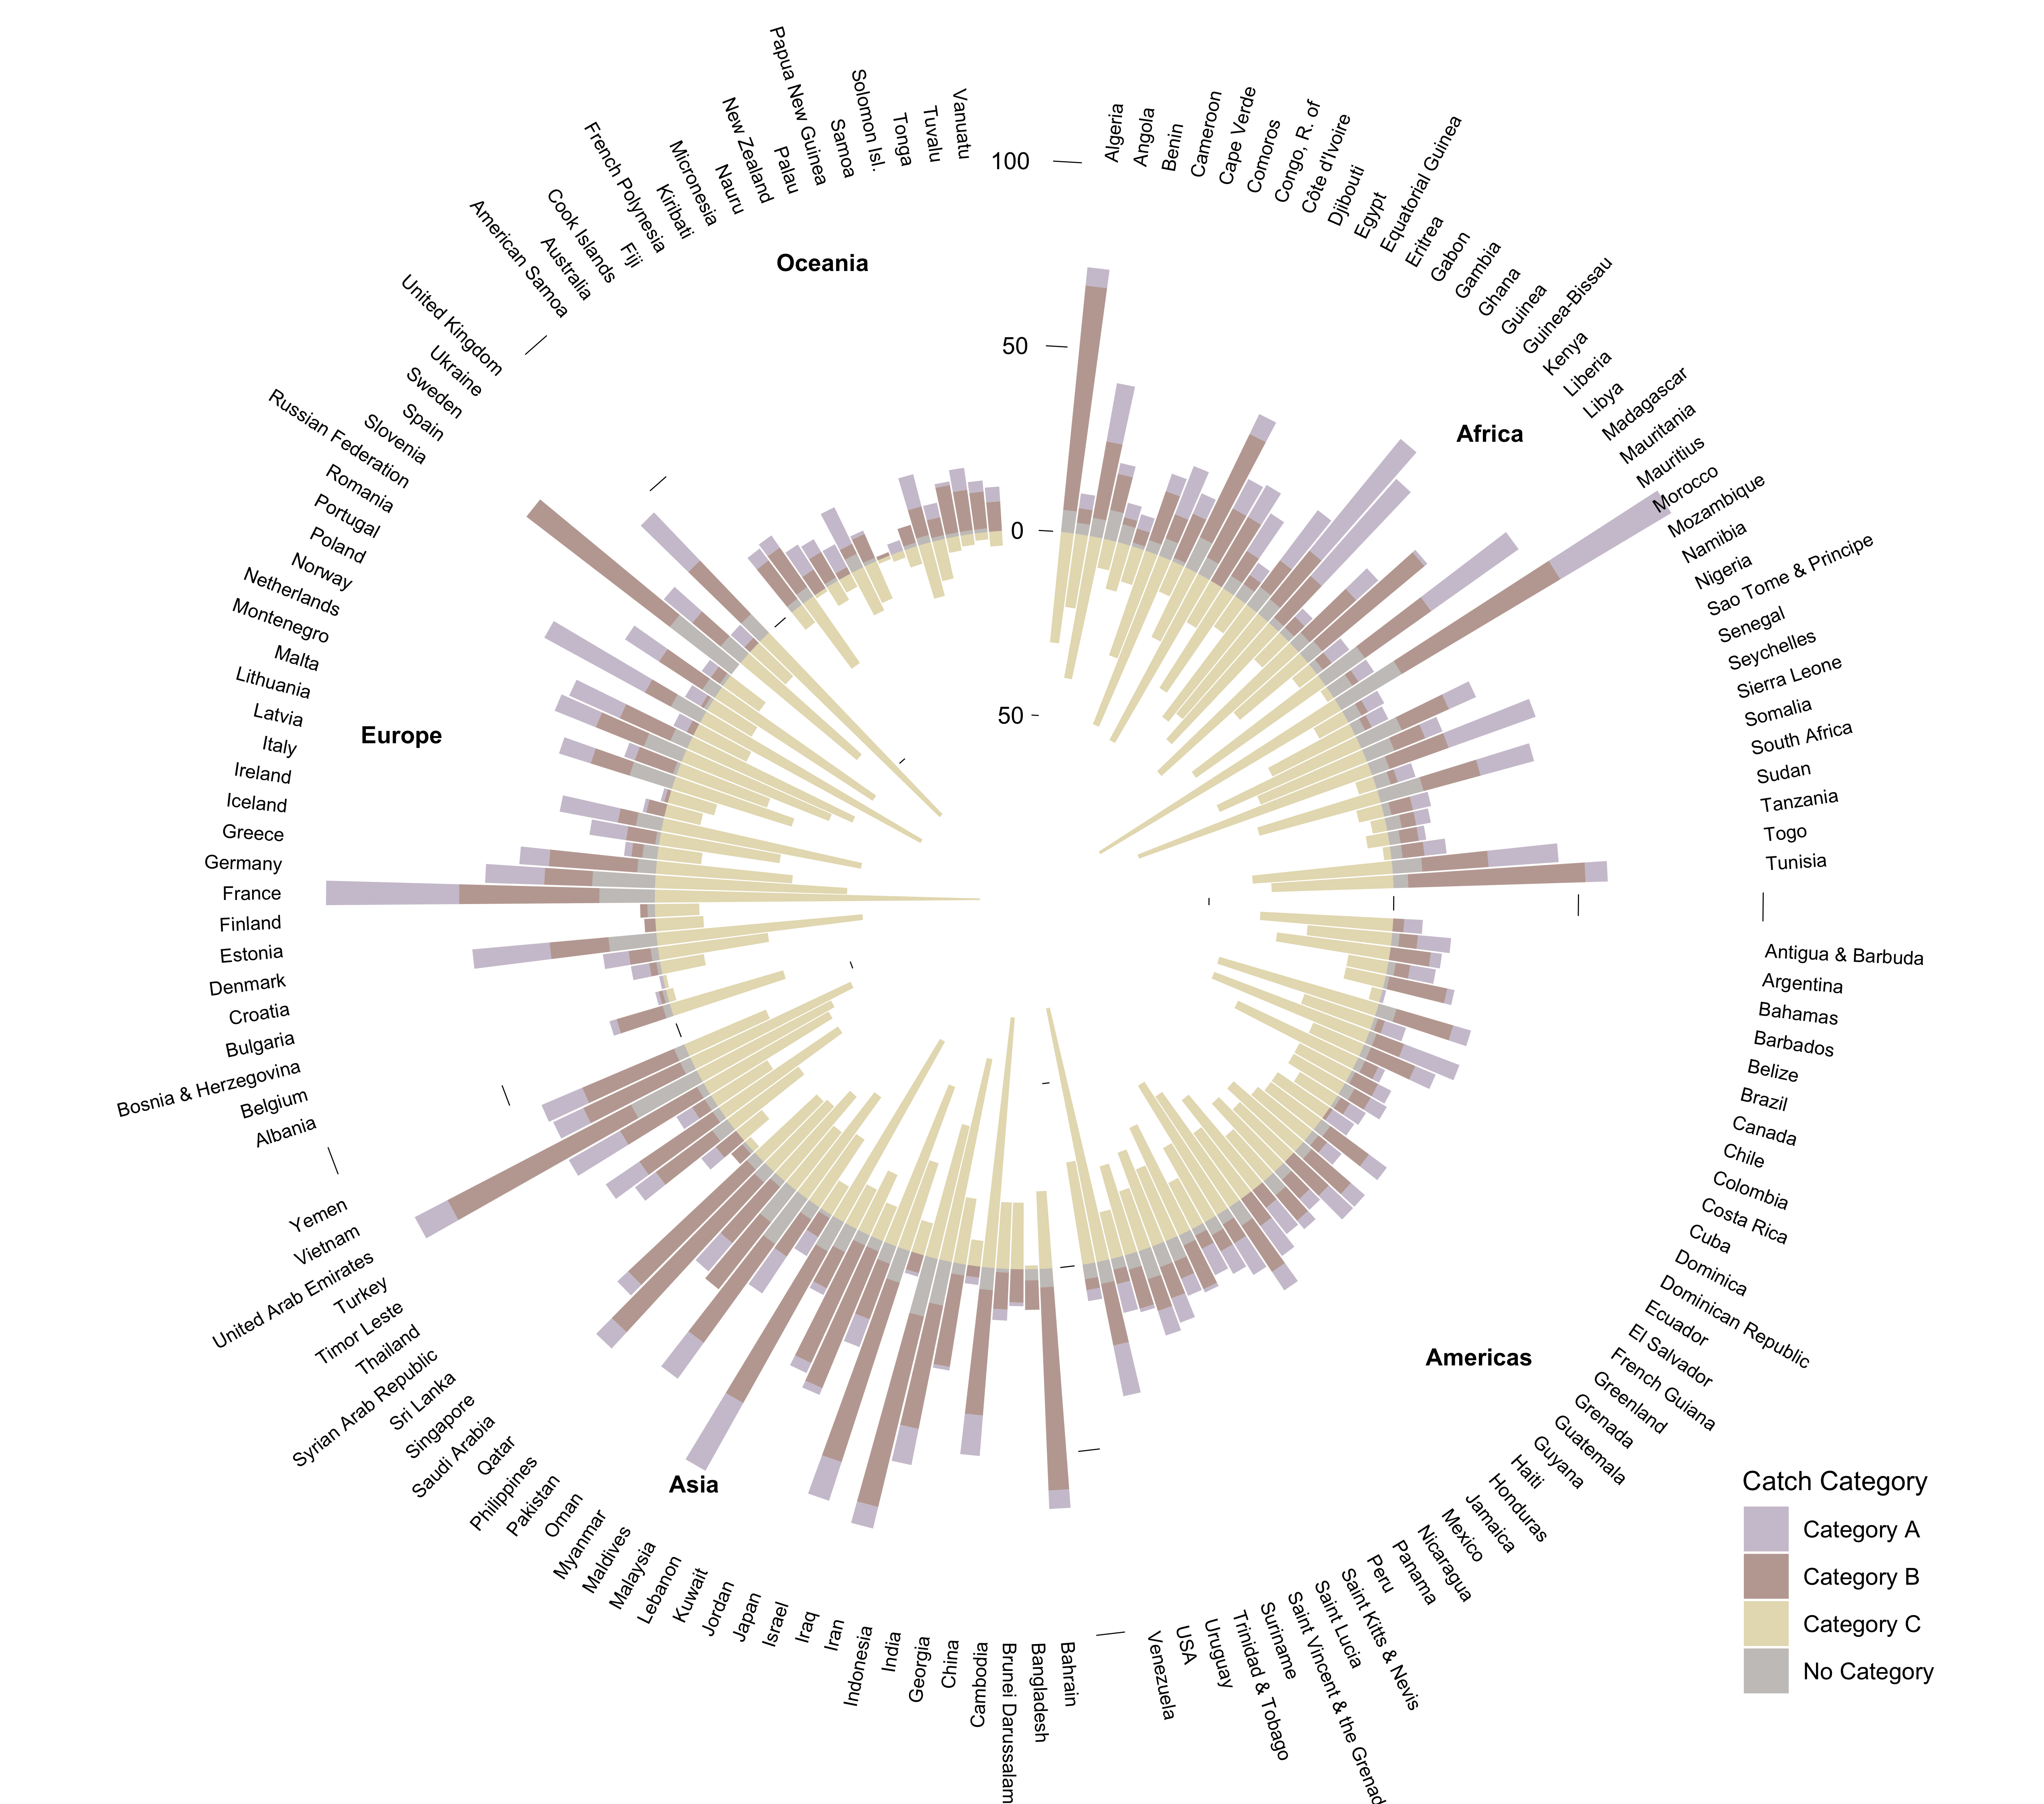 100
50
0
50
Oceania
Africa
Europe
Asia
Americas
Algeria
Angola
Benin
Cameroon
Cape Verde
Comoros
Congo, R. of
Côte d'Ivoire
Djibouti
Egypt
Equatorial Guinea
Eritrea
Gabon
Gambia
Ghana
Guinea
Guinea-Bissau
Kenya
Liberia
Libya
Madagascar
Mauritania
Mauritius
Morocco
Mozambique
Namibia
Nigeria
Sao Tome & Principe
Senegal
Seychelles
Sierra Leone
Somalia
South Africa
Sudan
Tanzania
Togo
Tunisia
Antigua & Barbuda
Argentina
Bahamas
Barbados
Belize
Brazil
Canada
Chile
Colombia
Costa Rica
Cuba
Dominica
Dominican Republic
Ecuador
El Salvador
French Guiana
Greenland
Grenada
Guatemala
Guyana
Haiti
Honduras
Jamaica
Mexico
Nicaragua
Panama
Peru
Saint Kitts & Nevis
Saint Lucia
Saint Vincent & the Grenad
Suriname
Trinidad & Tobago
Uruguay
USA
Venezuela
Bahrain
Bangladesh
Brunei Darussalam
Cambodia
China
Georgia
India
Indonesia
Iran
Iraq
Israel
Japan
Jordan
Kuwait
Lebanon
Malaysia
Maldives
Myanmar
Oman
Pakistan
Philippines
Qatar
Saudi Arabia
Singapore
Sri Lanka
Syrian Arab Republic
Thailand
Timor Leste
Turkey
United Arab Emirates
Vietnam
Yemen
Albania
Belgium
Bosnia & Herzegovina
Bulgaria
Croatia
Denmark
Estonia
Finland
France
Germany
Greece
Iceland
Ireland
Italy
Latvia
Lithuania
Malta
Montenegro
Netherlands
Norway
Poland
Portugal
Romania
Russian Federation
Slovenia
Spain
Sweden
Ukraine
United Kingdom
American Samoa
Australia
Cook Islands
Fiji
French Polynesia
Kiribati
Micronesia
Nauru
New Zealand
Palau
Papua New Guinea
Samoa
Solomon Isl.
Tonga
Tuvalu
Vanuatu
Catch Category
Category A
Category B
Category C
No Category